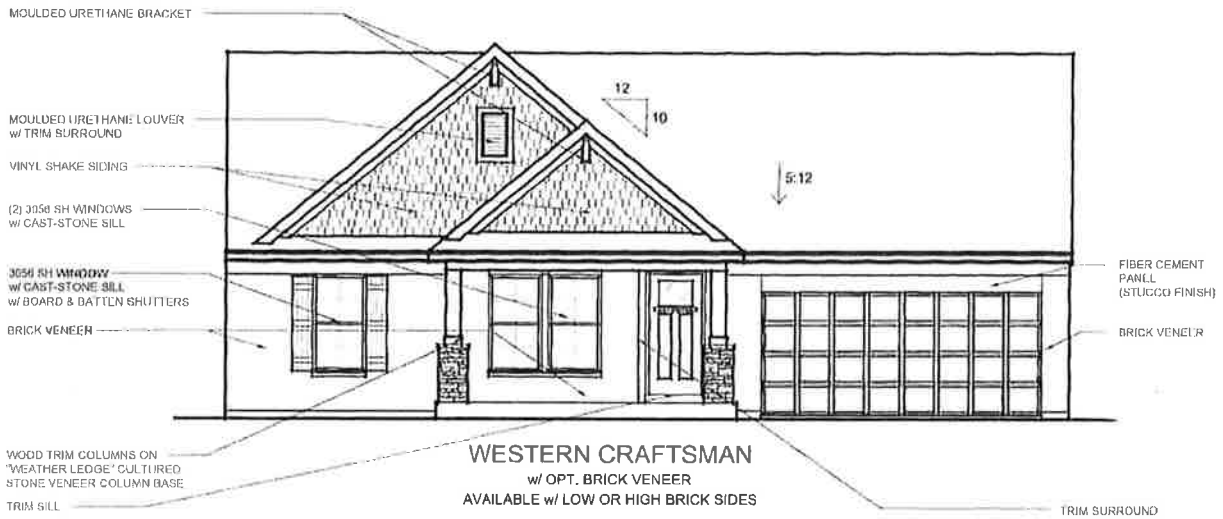 MOULDED URETHANE BRACKET
12
10
MOULDED URETHANE LOUVER
w/ TRIM SURROUND
VINYL SHAKE SIDING
5:12
(2) 3056 SH WINDOWS
w/ CAST-STONE SILL
3056 SH WINDOW
w/ CAST-STONE SILL
w/ BOARD & BATTEN SHUTTERS
FIBER CEMENT
PANEL
(STUCCO FINISH)
BRICK VENEER
BRICK VENEER
WOOD TRIM COLUMNS ON
"WEATHER LEDGE" CULTURED
STONE VENEER COLUMN BASE
TRIM SILL
WESTERN CRAFTSMAN
w/ OPT. BRICK VENEER
AVAILABLE w/ LOW OR HIGH BRICK SIDES
TRIM SURROUND